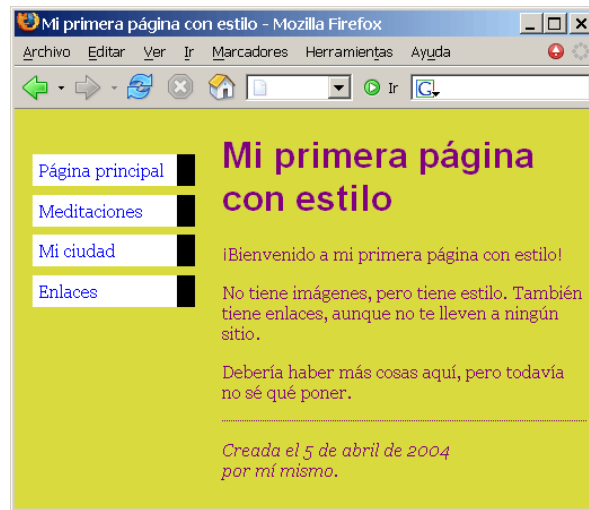 Mi primera página con estilo - Mozilla Firefox
Archivo Editar Ver Ir Marcadores Herramientas Ayuda
Ir G
Página principal
Meditaciones
Mi ciudad
Enlaces
Mi primera página
con estilo
¡Bienvenido a mi primera página con estilo!
No tiene imágenes, pero tiene estilo. También
tiene enlaces, aunque no te lleven a ningún
sitio.
Debería haber más cosas aquí, pero todavía
no sé qué poner.
Creada el 5 de abril de 2004
por mí mismo.